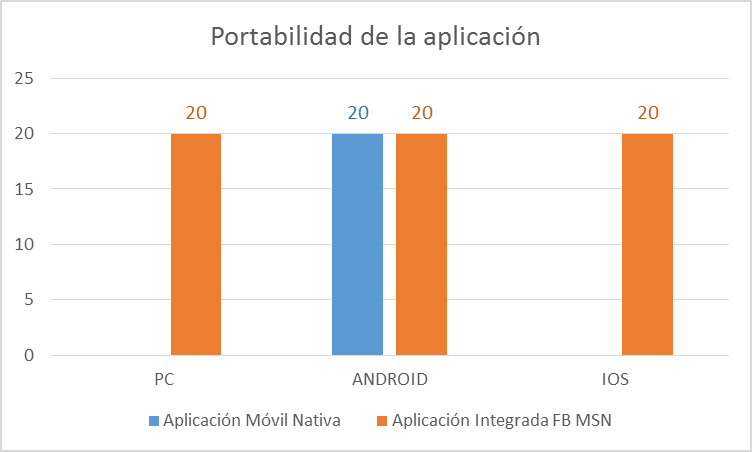 Portabilidad de la aplicación
25
20
15
10
5
0
20
20
20
20
PC
ANDROID
IOS
Aplicación Móvil Nativa
Aplicación Integrada FB MSN